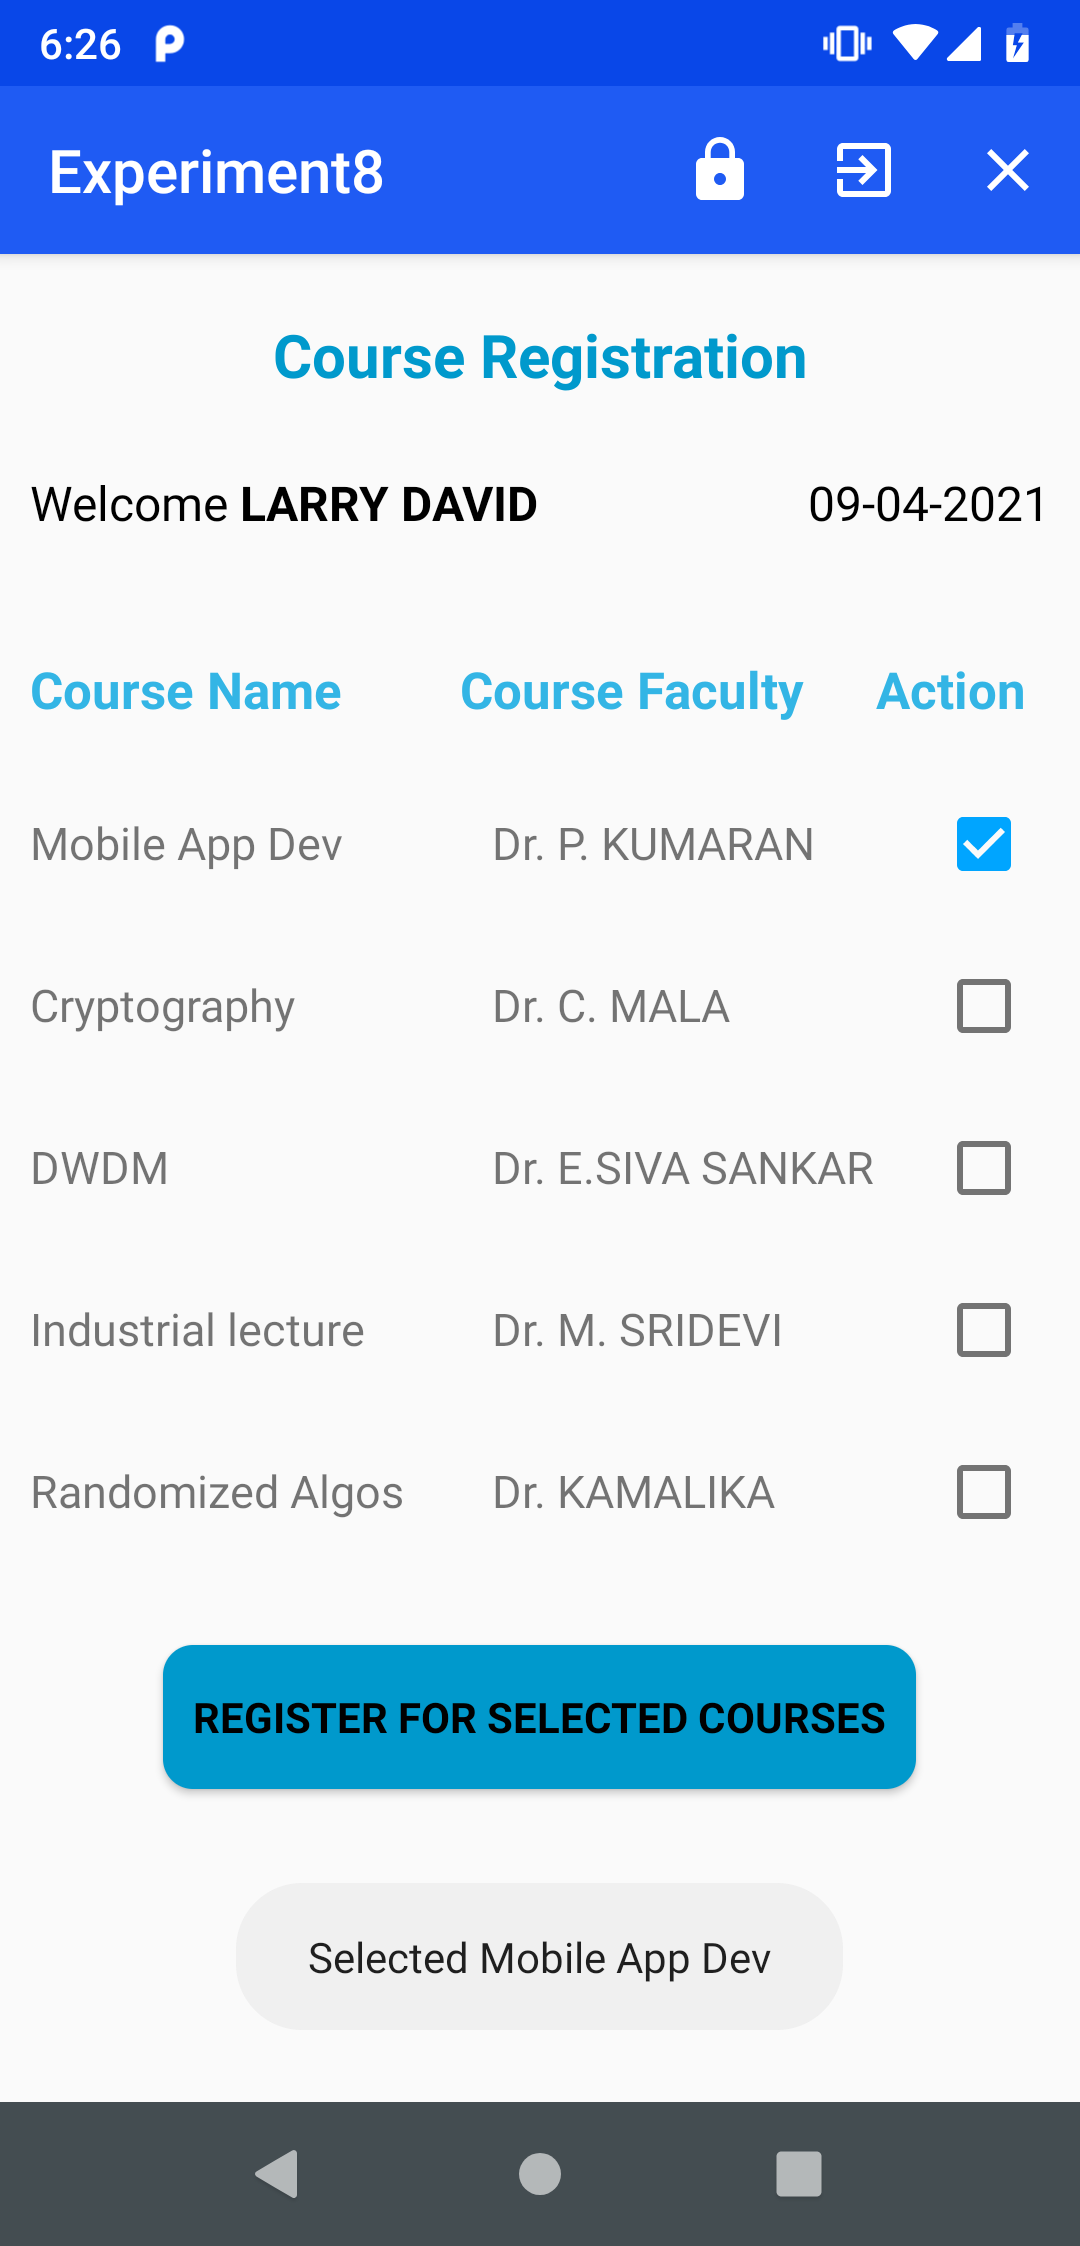 6:26
Experiment8
Course Registration
Welcome LARRY DAVID 09-04-2021
Course Name Course Faculty Action
Mobile App Dev Dr. P. KUMARAN
Cryptography Dr. C. MALA
DWDM Dr. E.SIVA SANKAR
Industrial lecture Dr. M. SRIDEVI
Randomized Algos Dr. KAMALIKA
REGISTER FOR SELECTED COURSES
Selected Mobile App Dev